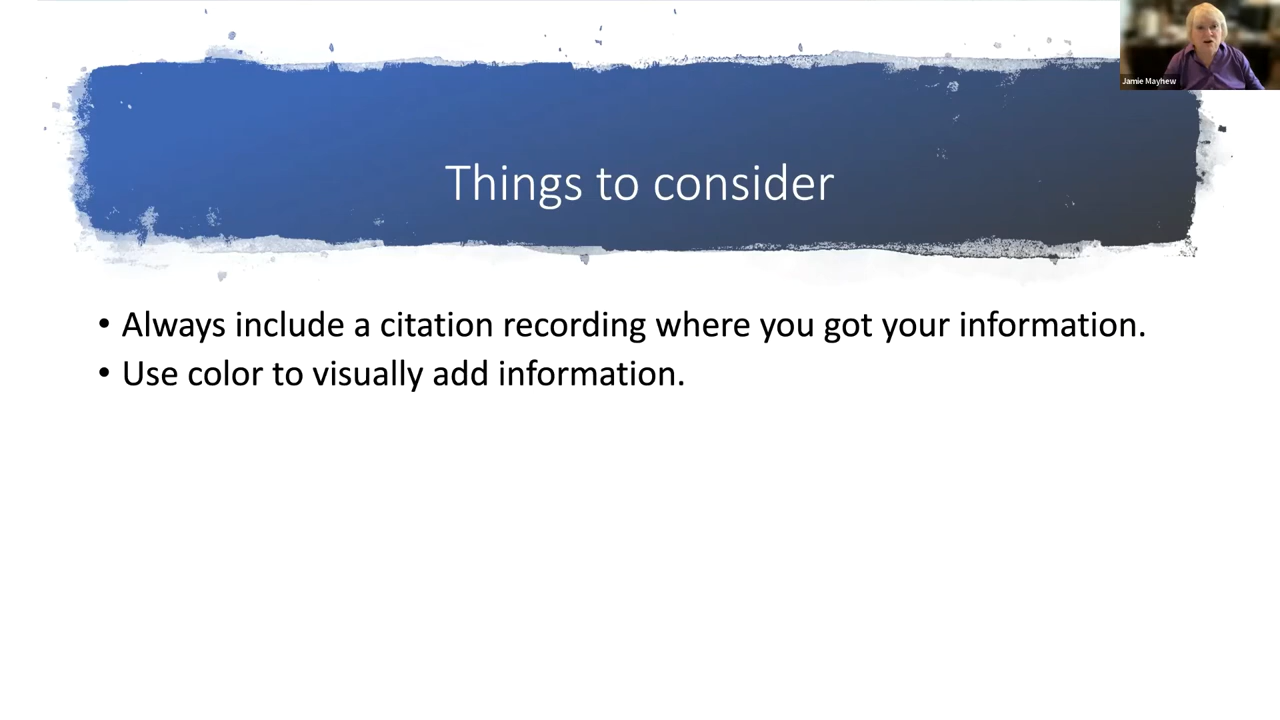 Jamie Mayhew
Things to consider
• Always include a citation recording where you got your information.
• Use color to visually add information.